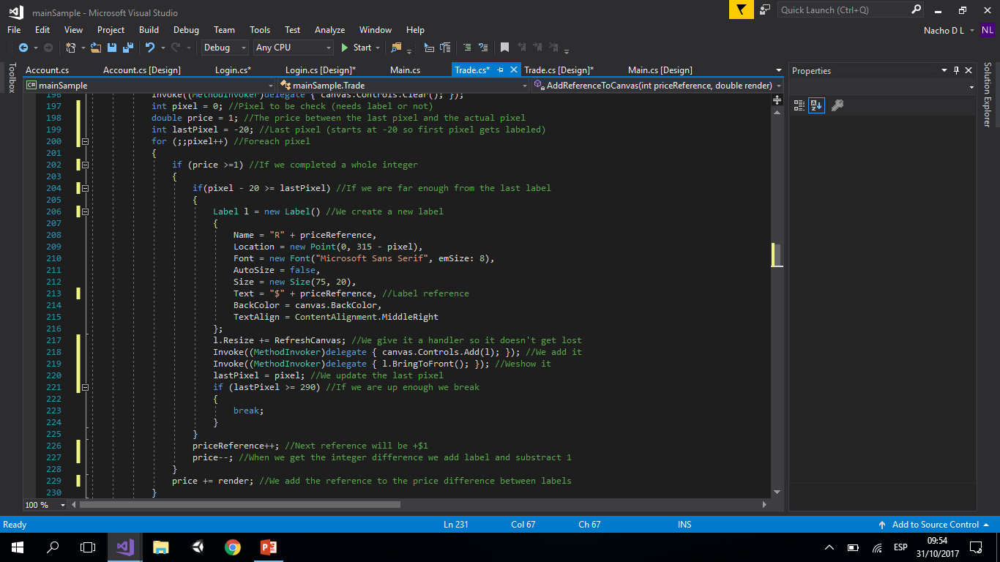 mainSample - Microsoft Visual Studio
Quick Launch (Ctrl+Q)
File Edit View Project Build Debug Team Tools Test Analyze Window Help
Nacho D L NL
Debug Any CPU Start
Toolbox
Account.cs Account.cs [Design] Login.cs* Login.cs [Design]* Main.cs Trade.cs* Trade.cs [Design]* Main.cs [Design]
Properties
Solution Explorer
C# mainSample mainSample.Trade AddReferenceToCanvas(int priceReference, double render)
196 Invoke((MethodInvoker)delegate { canvas.Controls.Clear(); });
197 int pixel = 0; //Pixel to be check (needs label or not)
198 double price = 1; //The price between the last pixel and the actual pixel
199 int lastPixel = -20; //Last pixel (starts at -20 so first pixel gets labeled)
200 for (;;pixel++) //Foreach pixel
201 {
202 if (price >=1) //If we completed a whole integer
203 {
204 if(pixel - 20 >= lastPixel) //If we are far enough from the last label
205 {
206 Label l = new Label() //We create a new label
207 {
208 Name = "R" + priceReference,
209 Location = new Point(0, 315 - pixel),
210 Font = new Font("Microsoft Sans Serif", emSize: 8),
211 AutoSize = false,
212 Size = new Size(75, 20),
213 Text = "$" + priceReference, //Label reference
214 BackColor = canvas.BackColor,
215 TextAlign = ContentAlignment.MiddleRight
216 };
217 l.Resize += RefreshCanvas; //We give it a handler so it doesn't get lost
218 Invoke((MethodInvoker)delegate { canvas.Controls.Add(l); }); //We add it
219 Invoke((MethodInvoker)delegate { l.BringToFront(); }); //Weshow it
220 lastPixel = pixel; //We update the last pixel
221 if (lastPixel >= 290) //If we are up enough we break
222 {
223 break;
224 }
225 }
226 priceReference++; //Next reference will be +$1
227 price--; //When we get the integer difference we add label and substract 1
228 }
229 price += render; //We add the reference to the price difference between labels
230 }
100 %
Ready Ln 231 Col 67 Ch 67 INS Add to Source Control
ESP
09:54
31/10/2017